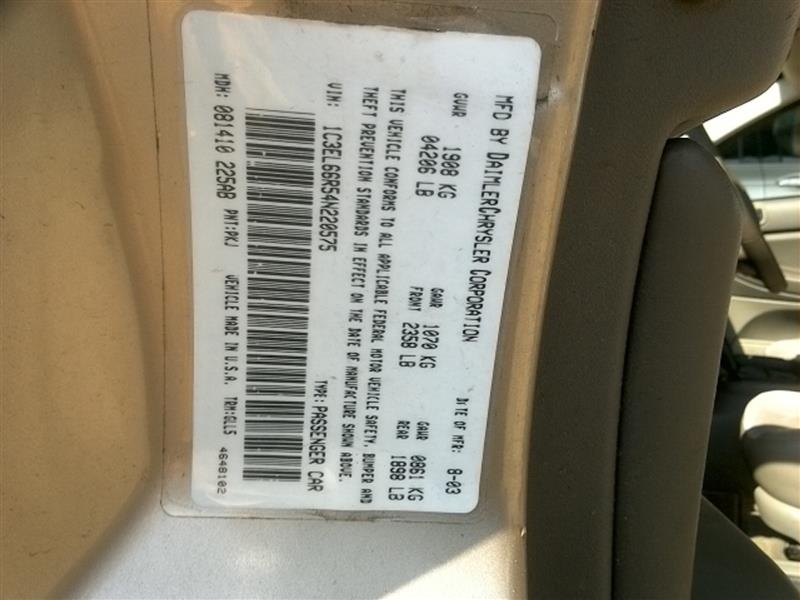 MFD BY DAIMLERCHRYSLER CORPORATION DATE OF MFR: 8-03
GVWR 1908 KG GAWR 1070 KG GAWR 0861 KG
04206 LB FRONT 2358 LB REAR 1898 LB
THIS VEHICLE CONFORMS TO ALL APPLICABLE FEDERAL MOTOR VEHICLE SAFETY, BUMPER AND
THEFT PREVENTION STANDARDS IN EFFECT ON THE DATE OF MANUFACTURE SHOWN ABOVE.
VIN: 1C3EL66R54N220575 TYPE: PASSENGER CAR
MDH: 081410 225AB PNT:PKJ VEHICLE MADE IN U.S.A. TRM:GLL5
4648102